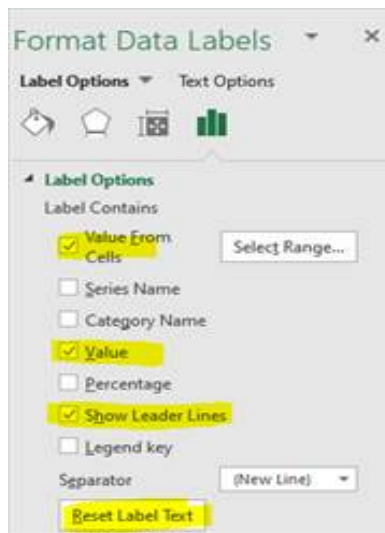 Format Data Labels
Label Options Text Options
Label Options
Label Contains
Value From
Cells
Select Range...
Series Name
Category Name
Value
Percentage
Show Leader Lines
Legend key
Separator (New Line)
Reset Label Text